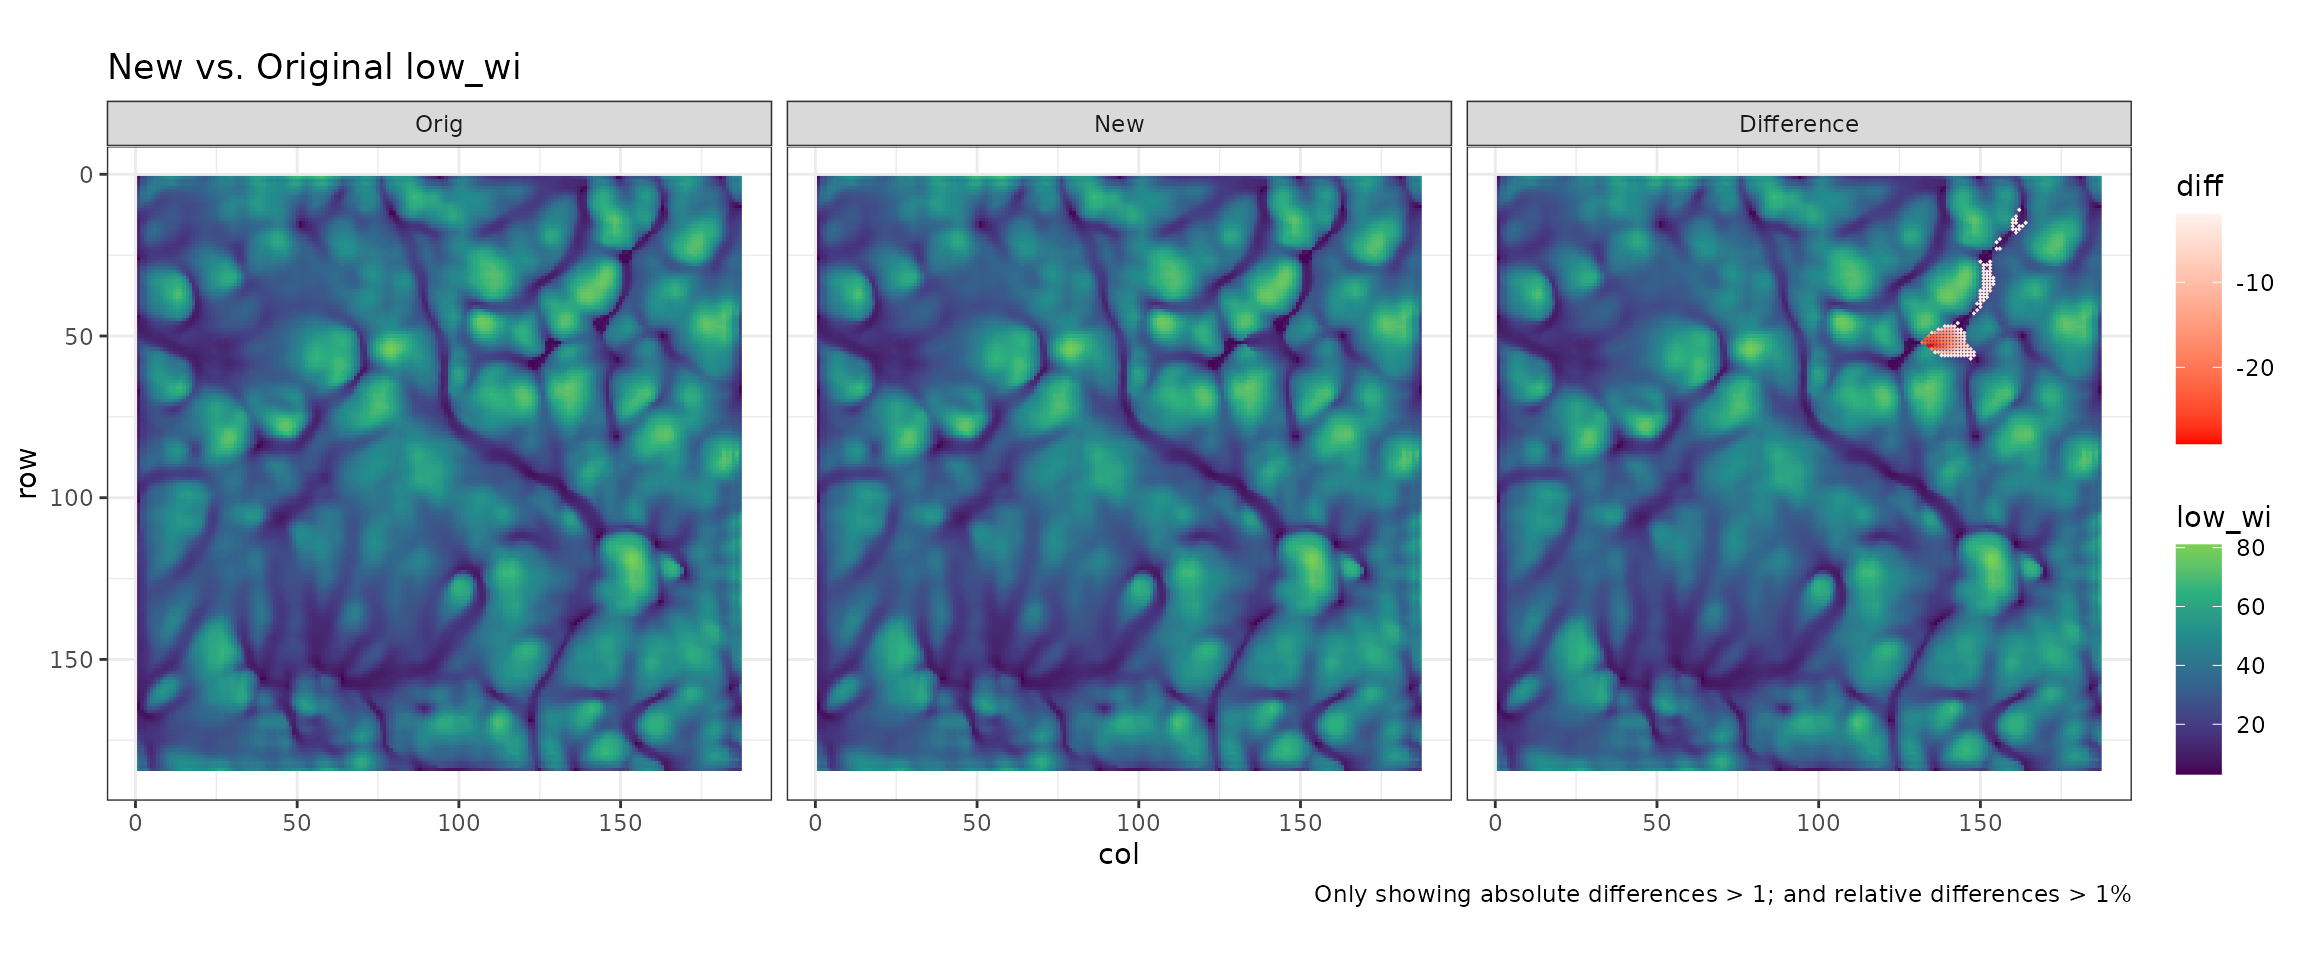 New vs. Original low_wi
Orig
New
Difference
row
0
50
100
150
0
50
100
150
0
50
100
150
0
50
100
150
col
diff
-10
-20
low_wi
80
60
40
20
Only showing absolute differences > 1; and relative differences > 1%